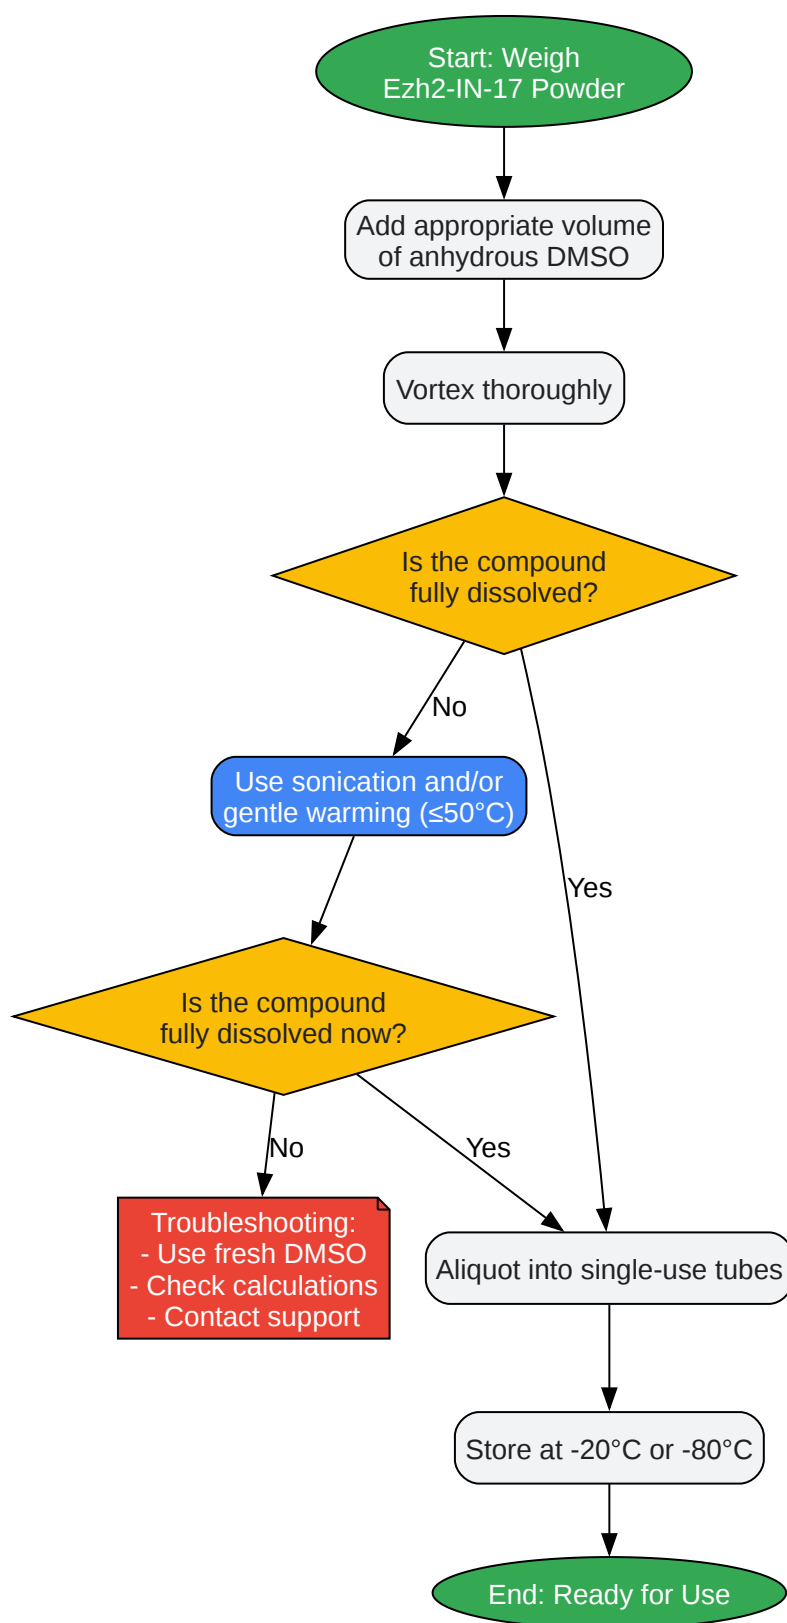 Start: Weigh
Ezh2-IN-17 Powder
Add appropriate volume
of anhydrous DMSO
Vortex thoroughly
Is the compound
fully dissolved?
No
Use sonication and/or
gentle warming (≤50°C)
Yes
Is the compound
fully dissolved now?
No
Yes
Troubleshooting:
- Use fresh DMSO
- Check calculations
- Contact support
Aliquot into single-use tubes
Store at -20°C or -80°C
End: Ready for Use